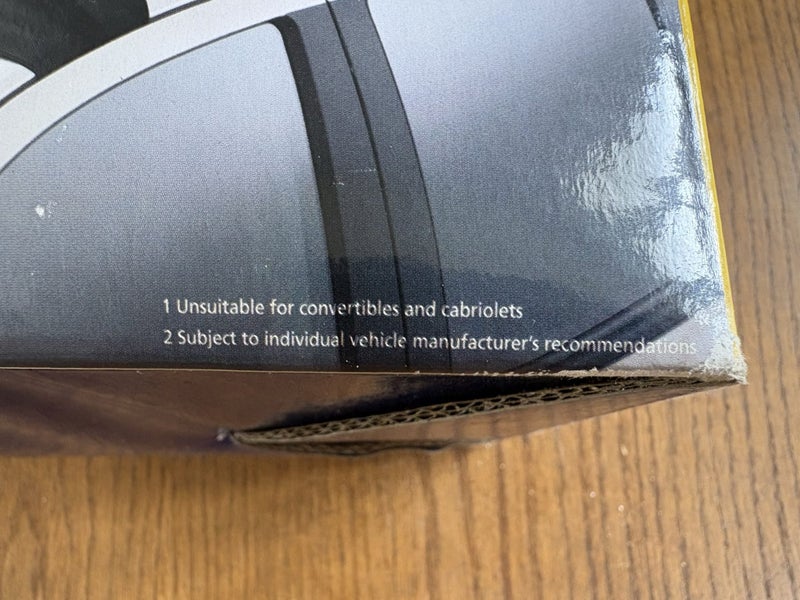 1 Unsuitable for convertibles and cabriolets
2 Subject to individual vehicle manufacturer's recommendations